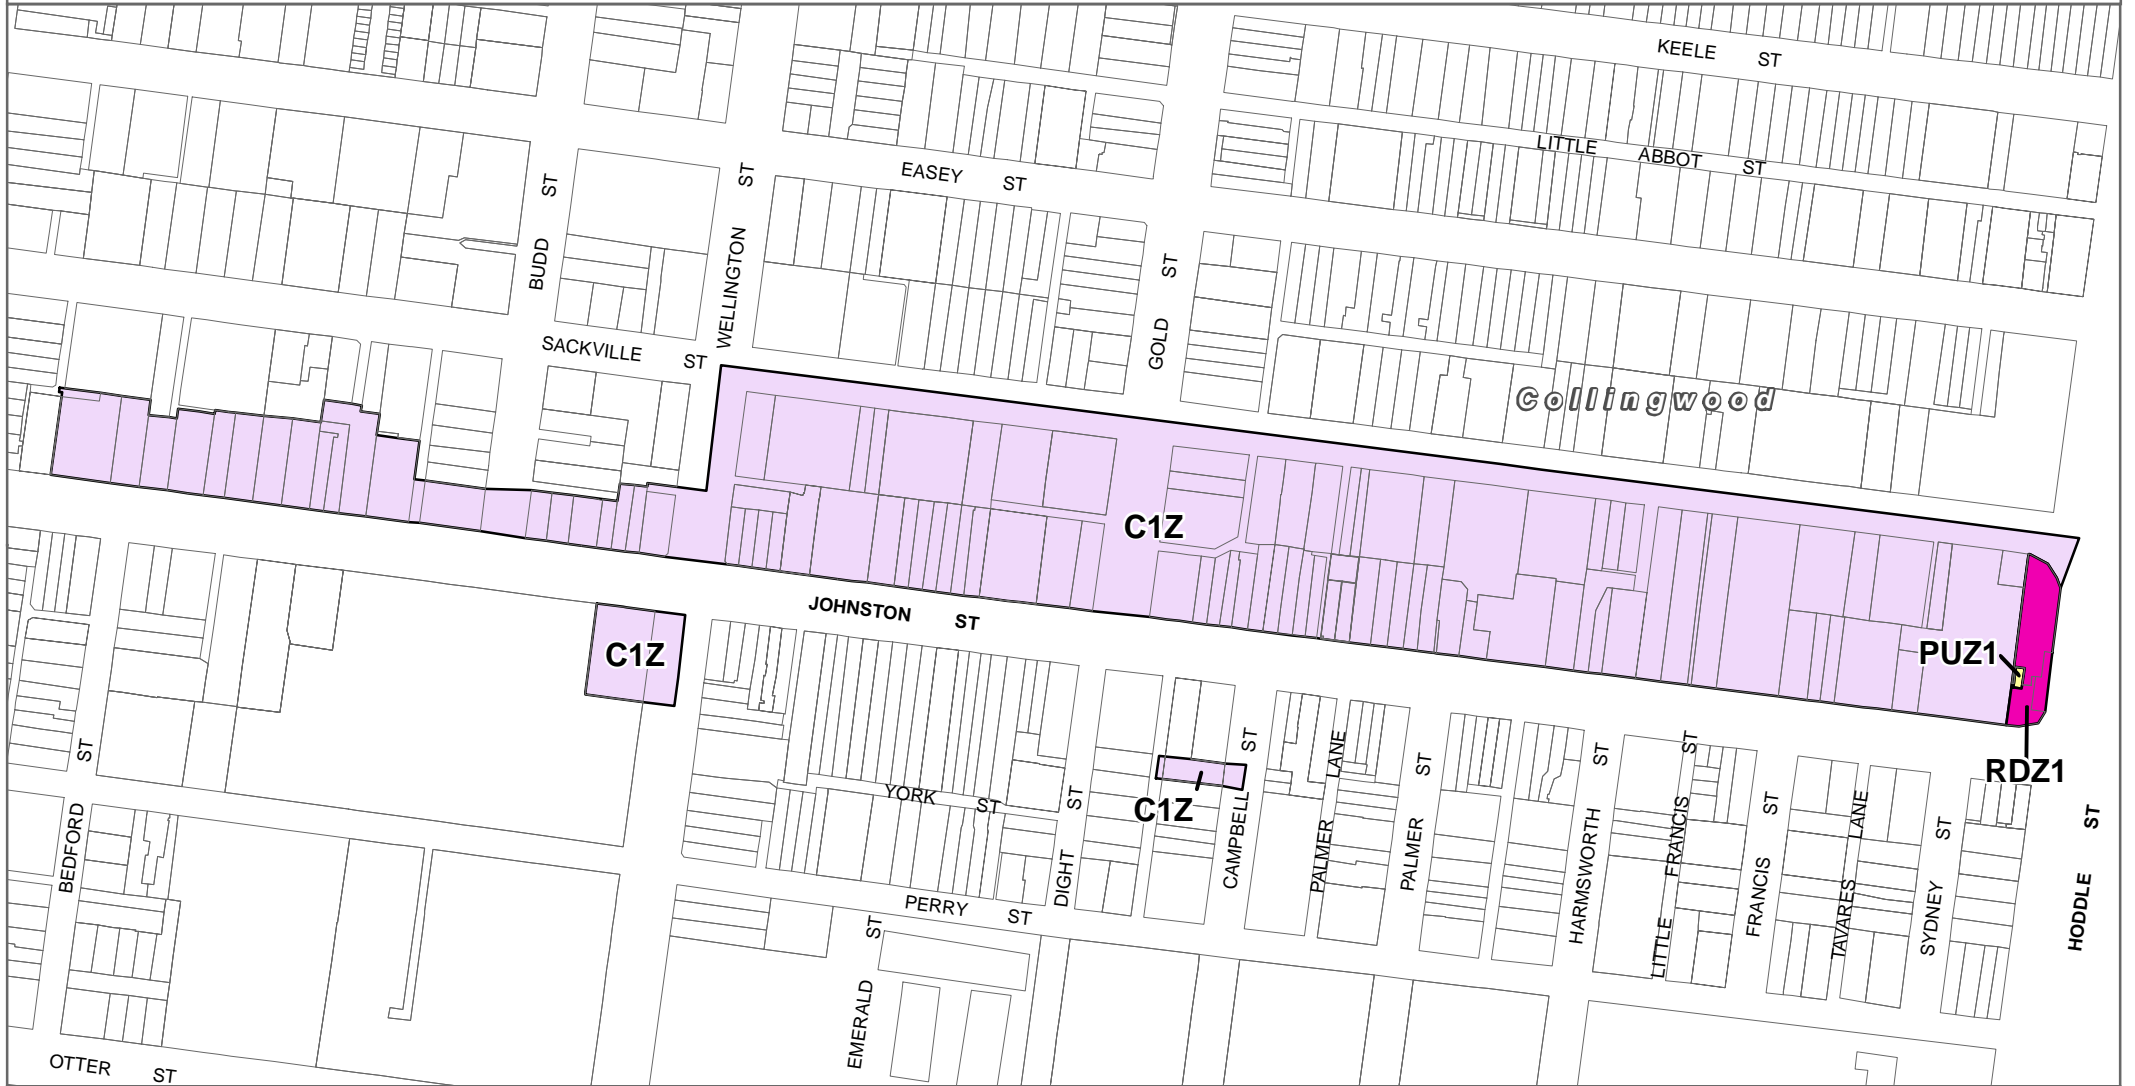 KEELE ST
LITTLE ABBOT ST
EASEY ST
BUDD ST
WELLINGTON ST
GOLD ST
SACKVILLE ST
Collingwood
C1Z
JOHNSTON ST
C1Z
PUZ1
RDZ1
C1Z
YORK ST
PERRY ST
BEDFORD ST
DIGHT ST
CAMPBELL ST
PALMER LANE
PALMER ST
HARMSWORTH ST
LITTLE FRANCIS ST
FRANCIS ST
TAVARES LANE
SYDNEY ST
HODDLE ST
EMERALD ST
OTTER ST